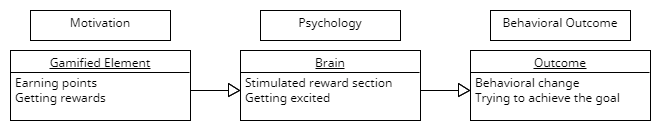 Motivation
Psychology
Behavioral Outcome
Gamified Element
Earning points
Getting rewards
Brain
Stimulated reward section
Getting excited
Outcome
Behavioral change
Trying to achieve the goal